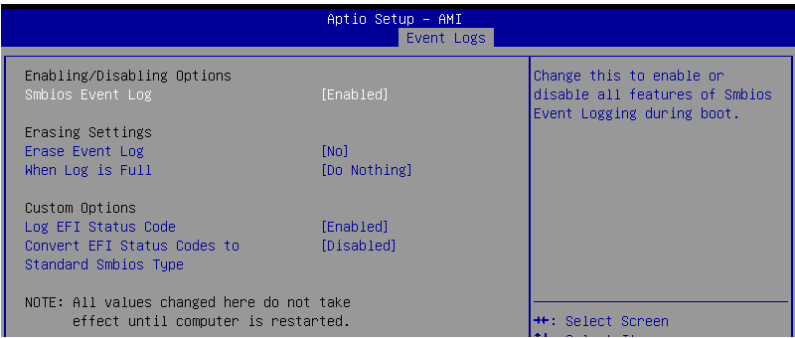 Aptio Setup – AMI
Event Logs
Enabling/Disabling Options
Smbios Event Log [Enabled]
Erasing Settings
Erase Event Log [No]
When Log is Full [Do Nothing]
Custom Options
Log EFI Status Code [Enabled]
Convert EFI Status Codes to [Disabled]
Standard Smbios Type
NOTE: All values changed here do not take
effect until computer is restarted.
Change this to enable or
disable all features of Smbios
Event Logging during boot.
→←: Select Screen